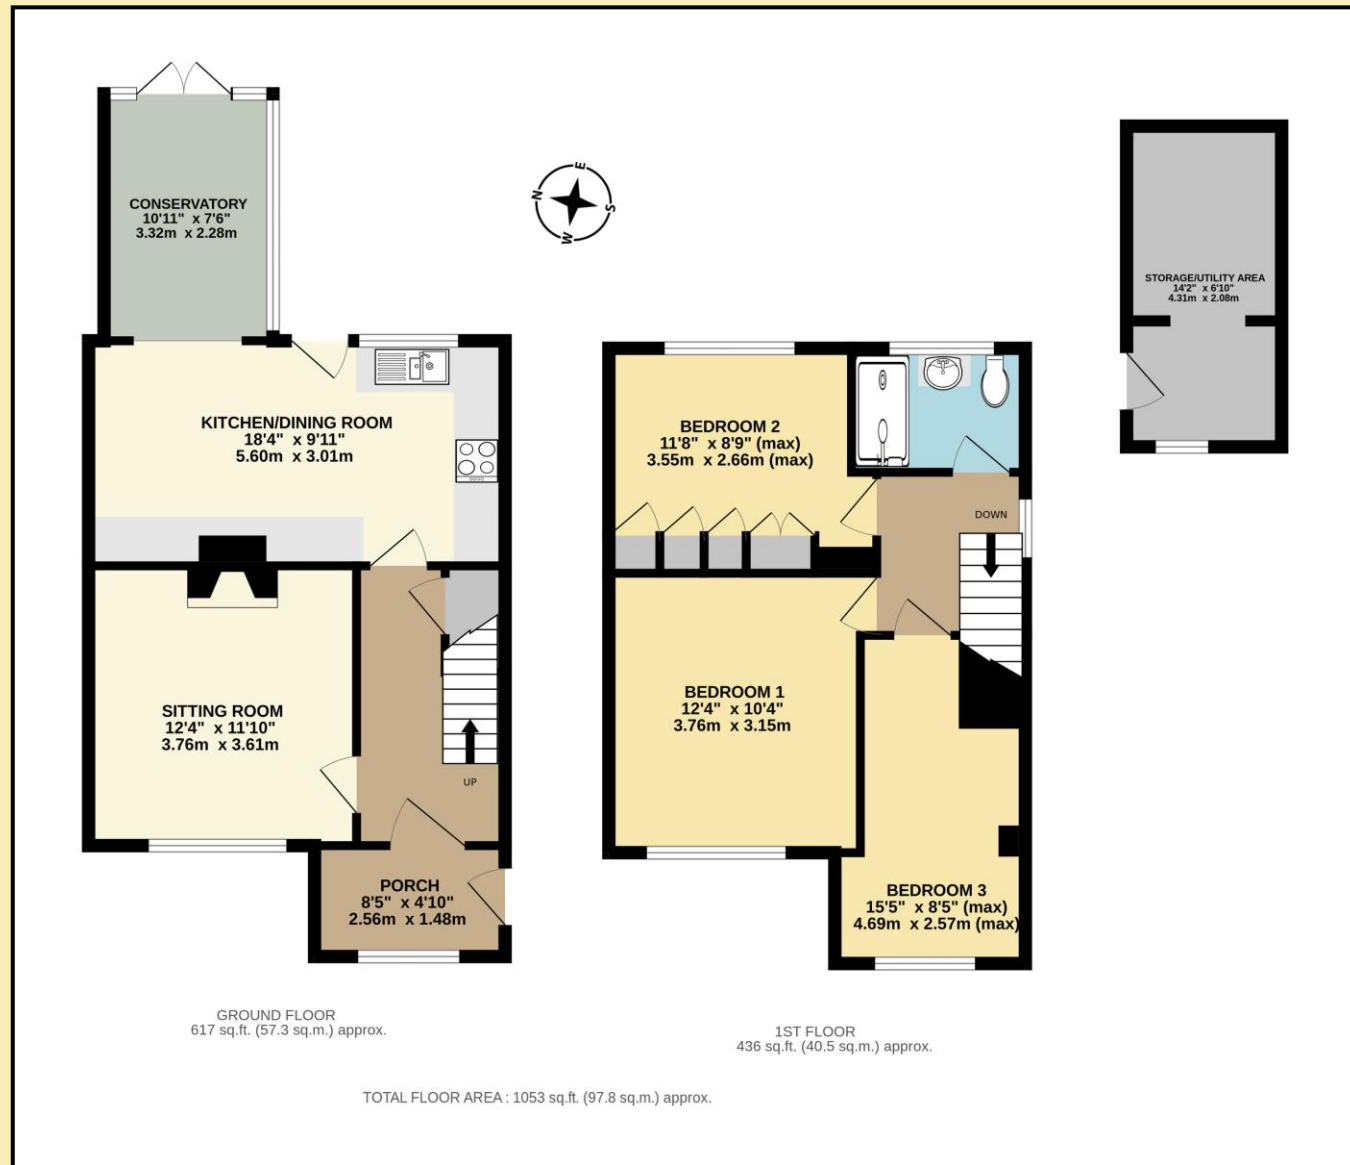 CONSERVATORY
10'11" x 7'6"
3.32m x 2.28m
E
N
S
W
STORAGE/UTILITY AREA
14'2" x 6'10"
4.31m x 2.08m
KITCHEN/DINING ROOM
18'4" x 9'11"
5.60m x 3.01m
BEDROOM 2
11'8" x 8'9" (max)
3.55m x 2.66m (max)
DOWN
SITTING ROOM
12'4" x 11'10"
3.76m x 3.61m
UP
BEDROOM 1
12'4" x 10'4"
3.76m x 3.15m
PORCH
8'5" x 4'10"
2.56m x 1.48m
BEDROOM 3
15'5" x 8'5" (max)
4.69m x 2.57m (max)
GROUND FLOOR
617 sq.ft. (57.3 sq.m.) approx.
1ST FLOOR
436 sq.ft. (40.5 sq.m.) approx.
TOTAL FLOOR AREA : 1053 sq.ft. (97.8 sq.m.) approx.